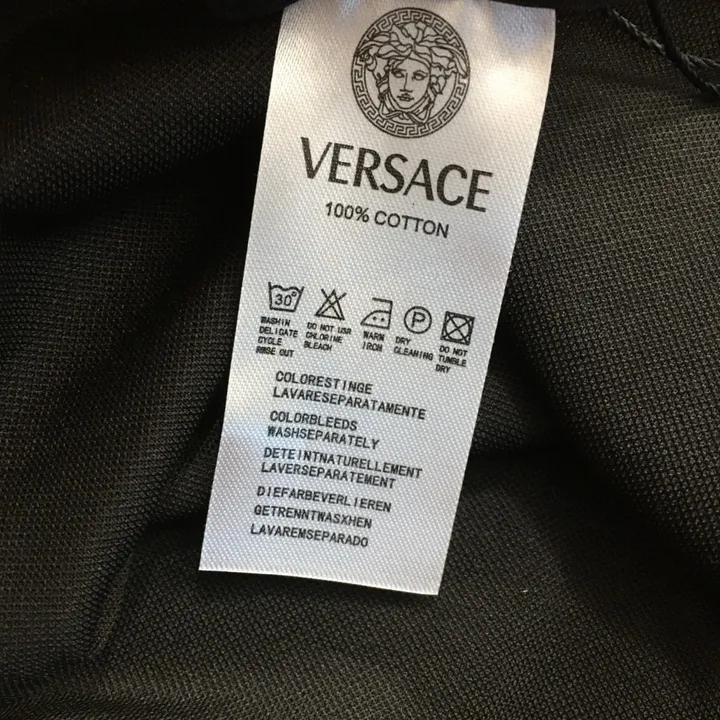 VERSACE
100% COTTON
30°
P
WASHIN DELICATE CYCLE RINSE OUT
DO NOT USR CHLORINE BLEACH
WARM IRON
DRY CLEANING
DO NOT TUMBLE DRY
COLORESTINGE
LAVARESEPARATAMENTE
COLORBLEEDS
WASHSEPARATELY
DETEINTNATURELLEMENT
LAVERSEPARATEMENT
DIEFARBEVERLIEREN
GETRENNTWASXHEN
LAVAREMSEPARADO